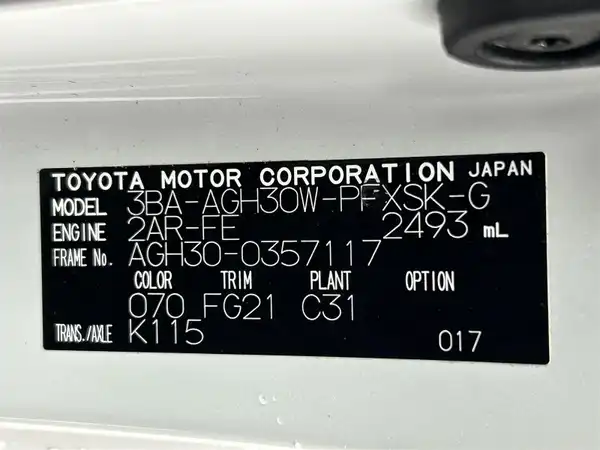 TOYOTA MOTOR CORPORATION JAPAN
MODEL 3BA-AGH30W-PFXSK-G
ENGINE 2AR-FE 2493 mL
FRAME No. AGH30-0357117
COLOR TRIM PLANT OPTION
070 FG21 C31
TRANS./AXLE K115 017